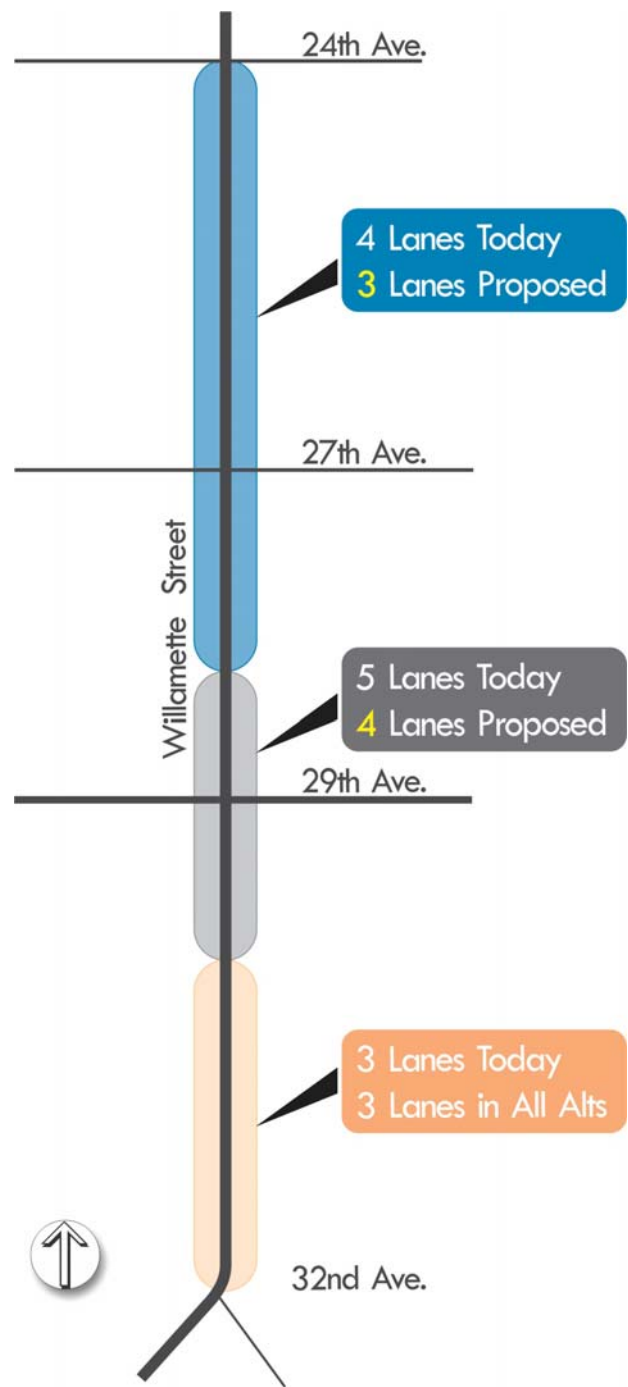 24th Ave.
4 Lanes Today
3 Lanes Proposed
27th Ave.
Willamette Street
5 Lanes Today
4 Lanes Proposed
29th Ave.
3 Lanes Today
3 Lanes in All Alts
32nd Ave.